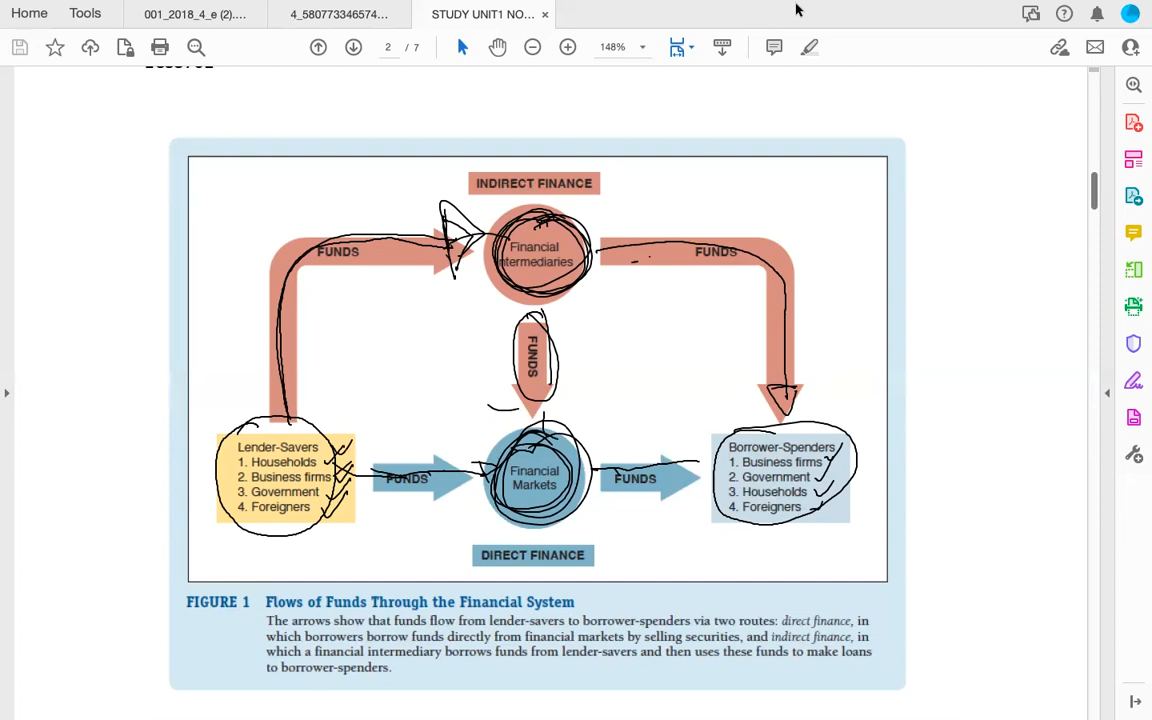 Home Tools 001_2018_4_e (2).... 4_580773346574... STUDY UNIT1 NO... ×
2 / 7 148%
INDIRECT FINANCE
FUNDS
Financial
Intermediaries
FUNDS
FUNDS
Lender-Savers
1. Households
2. Business firms
3. Government
4. Foreigners
FUNDS
Financial
Markets
FUNDS
Borrower-Spenders
1. Business firms
2. Government
3. Households
4. Foreigners
DIRECT FINANCE
FIGURE 1 Flows of Funds Through the Financial System
The arrows show that funds flow from lender-savers to borrower-spenders via two routes: direct finance, in
which borrowers borrow funds directly from financial markets by selling securities, and indirect finance, in
which a financial intermediary borrows funds from lender-savers and then uses these funds to make loans
to borrower-spenders.